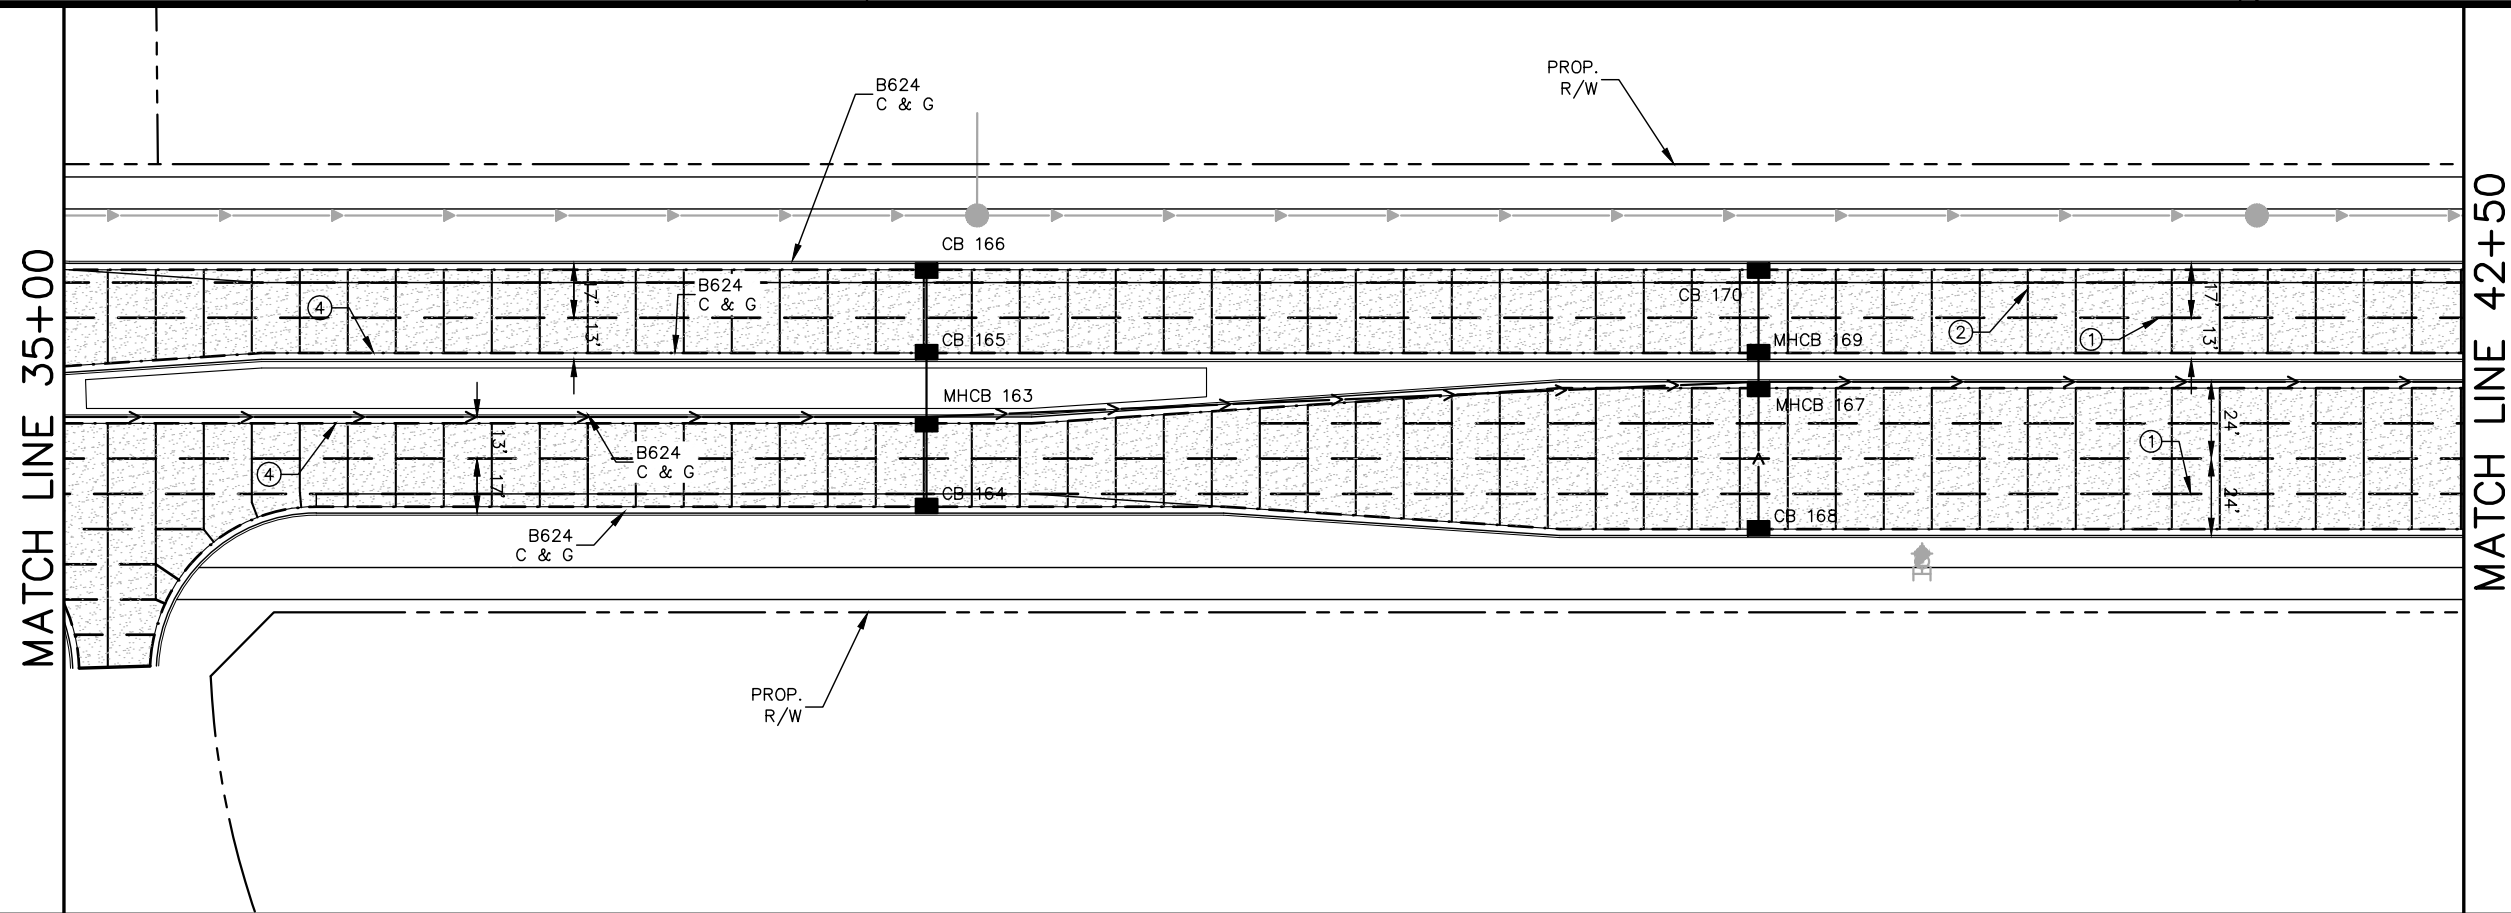 B624
C & G
PROP.
R/W
CB 166
B624
C & G
CB 170
4
17'
13'
2
1
17'
13'
CB 165
MHCB 169
MATCH LINE 35+00
MATCH LINE 42+50
MHCB 163
MHCB 167
13'
17'
4
B624
C & G
24'
1
24'
CB 164
CB 168
B624
C & G
PROP.
R/W